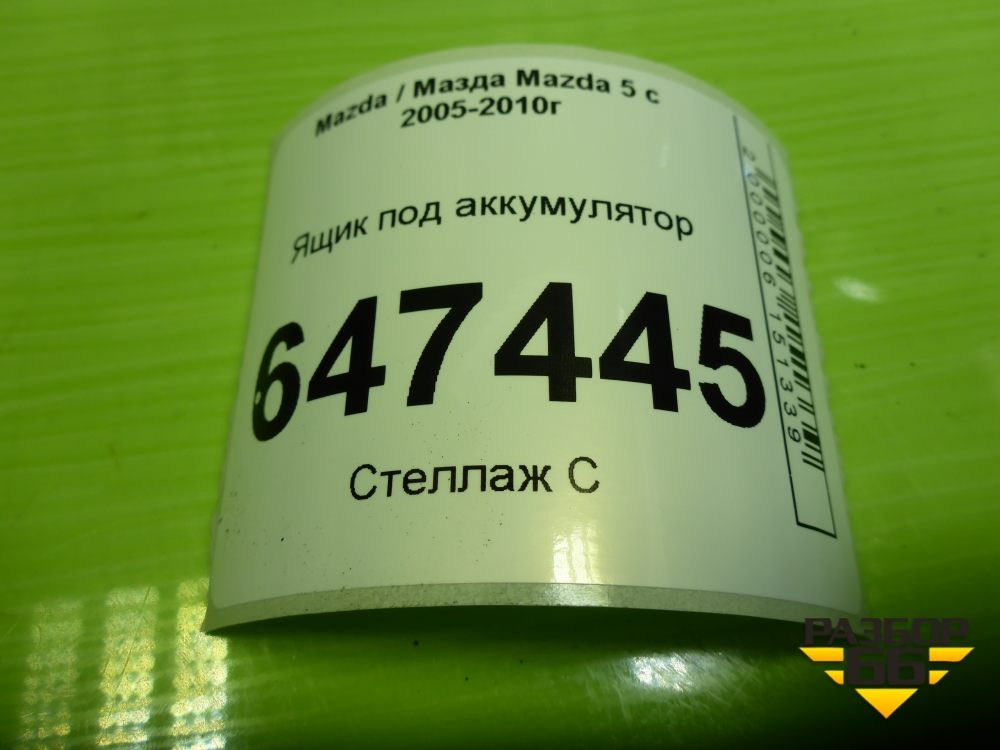 Mazda / Мазда Mazda 5 с
2005-2010г
Ящик под аккумулятор
647445
Стеллаж С
2000006151339
РАЗБОР
66